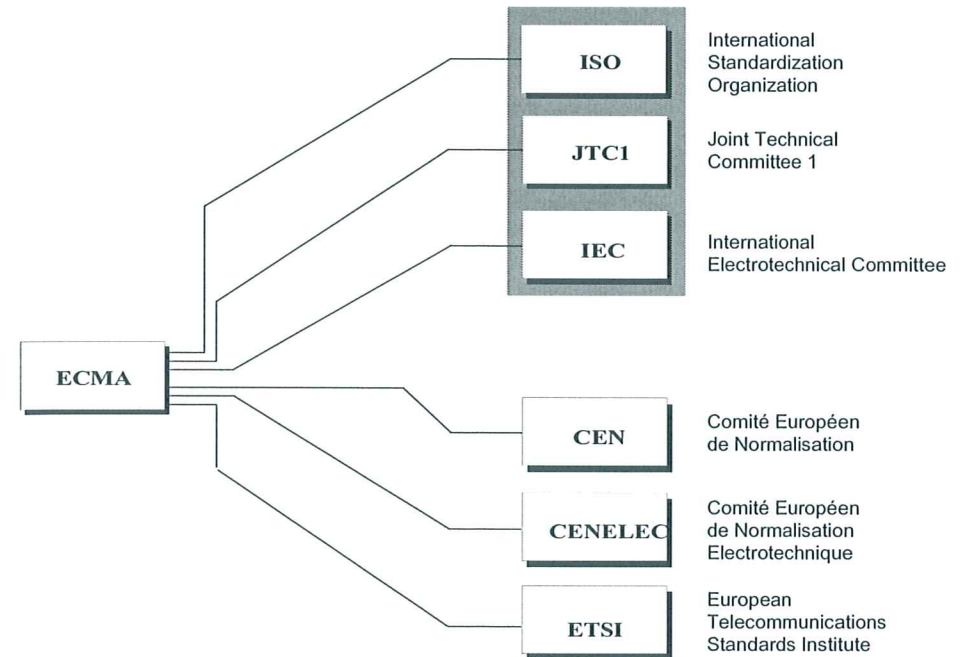 ISO
International
Standardization
Organization
JTC1
Joint Technical
Committee 1
IEC
International
Electrotechnical Committee
ECMA
CEN
Comité Européen
de Normalisation
CENELEC
Comité Européen
de Normalisation
Electrotechnique
ETSI
European
Telecommunications
Standards Institute